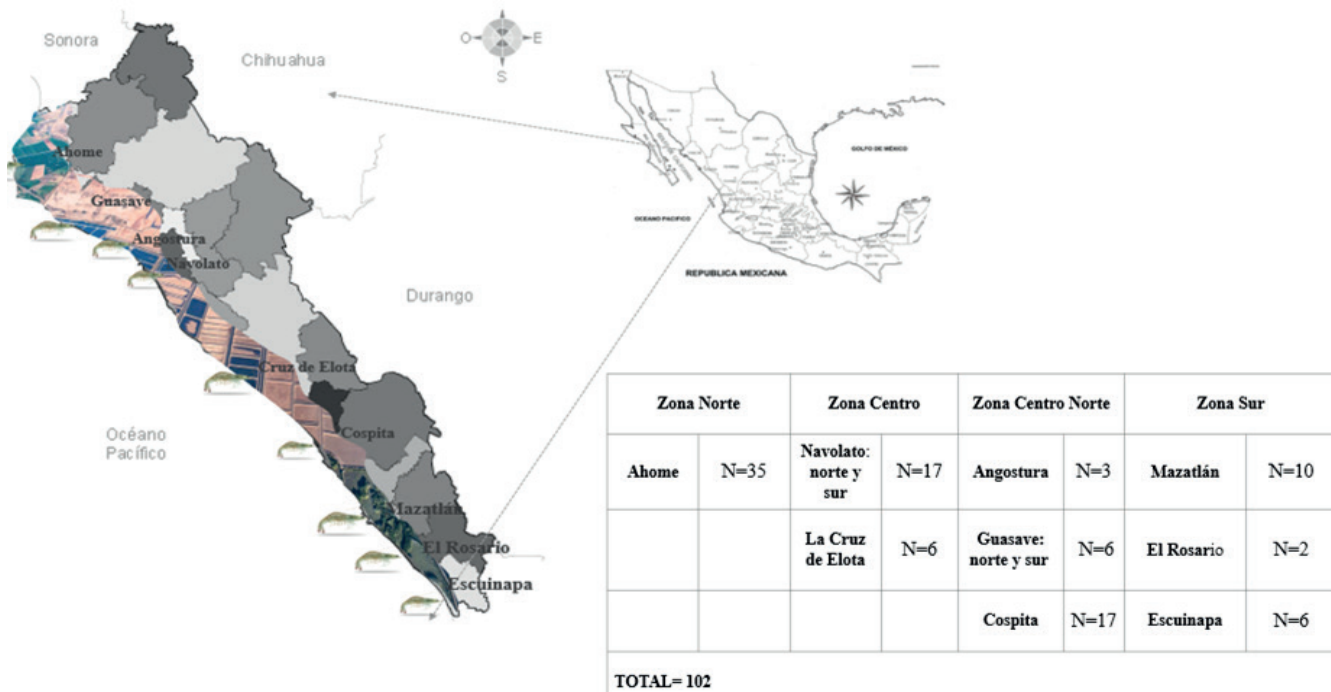 Sonora
Chihuahua
O
E
S
Ahome
Guasave
Angostura
Navolato
Durango
Cruz de Elota
Océano
Pacífico
Cospita
Mazatlán
El Rosario
Escuinapa
GOLFO DE MÉXICO
OCEANO PACIFICO
REPUBLICA MEXICANA
Zona Norte Zona Centro Zona Centro Norte Zona Sur
Ahome N=35 Navolato: norte y sur N=17 Angostura N=3 Mazatlán N=10
La Cruz de Elota N=6 Guasave: norte y sur N=6 El Rosario N=2
Cospita N=17 Escuinapa N=6
TOTAL= 102